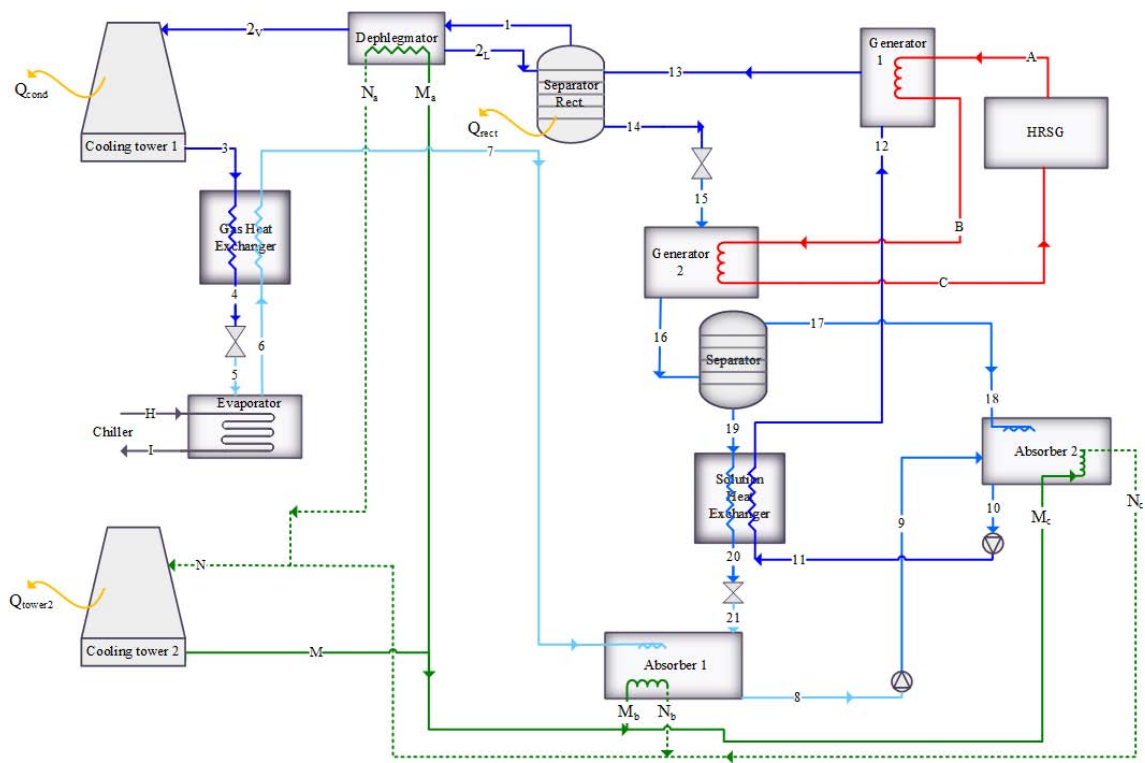 1
2V
Dephlegmator
2L
Generator
1
A
Qcond
Na
Ma
Separator
Rect.
13
HRSG
Qrect
14
12
Cooling tower 1
3
7
Gas Heat
Exchanger
15
B
Generator
2
C
4
6
16
17
Separator
5
Evaporator
H
Chiller
I
18
19
Absorber 2
Solution
Heat
Exchanger
9
10
Mc
Nc
N
20
11
Qtower2
21
Cooling tower 2
M
Absorber 1
8
Mb
Nb